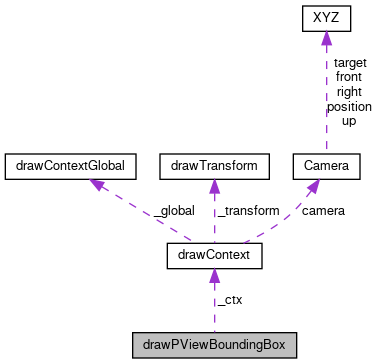 XYZ
target
front
right
position
up
drawContextGlobal
drawTransform
Camera
_global
_transform
camera
drawContext
_ctx
drawPViewBoundingBox